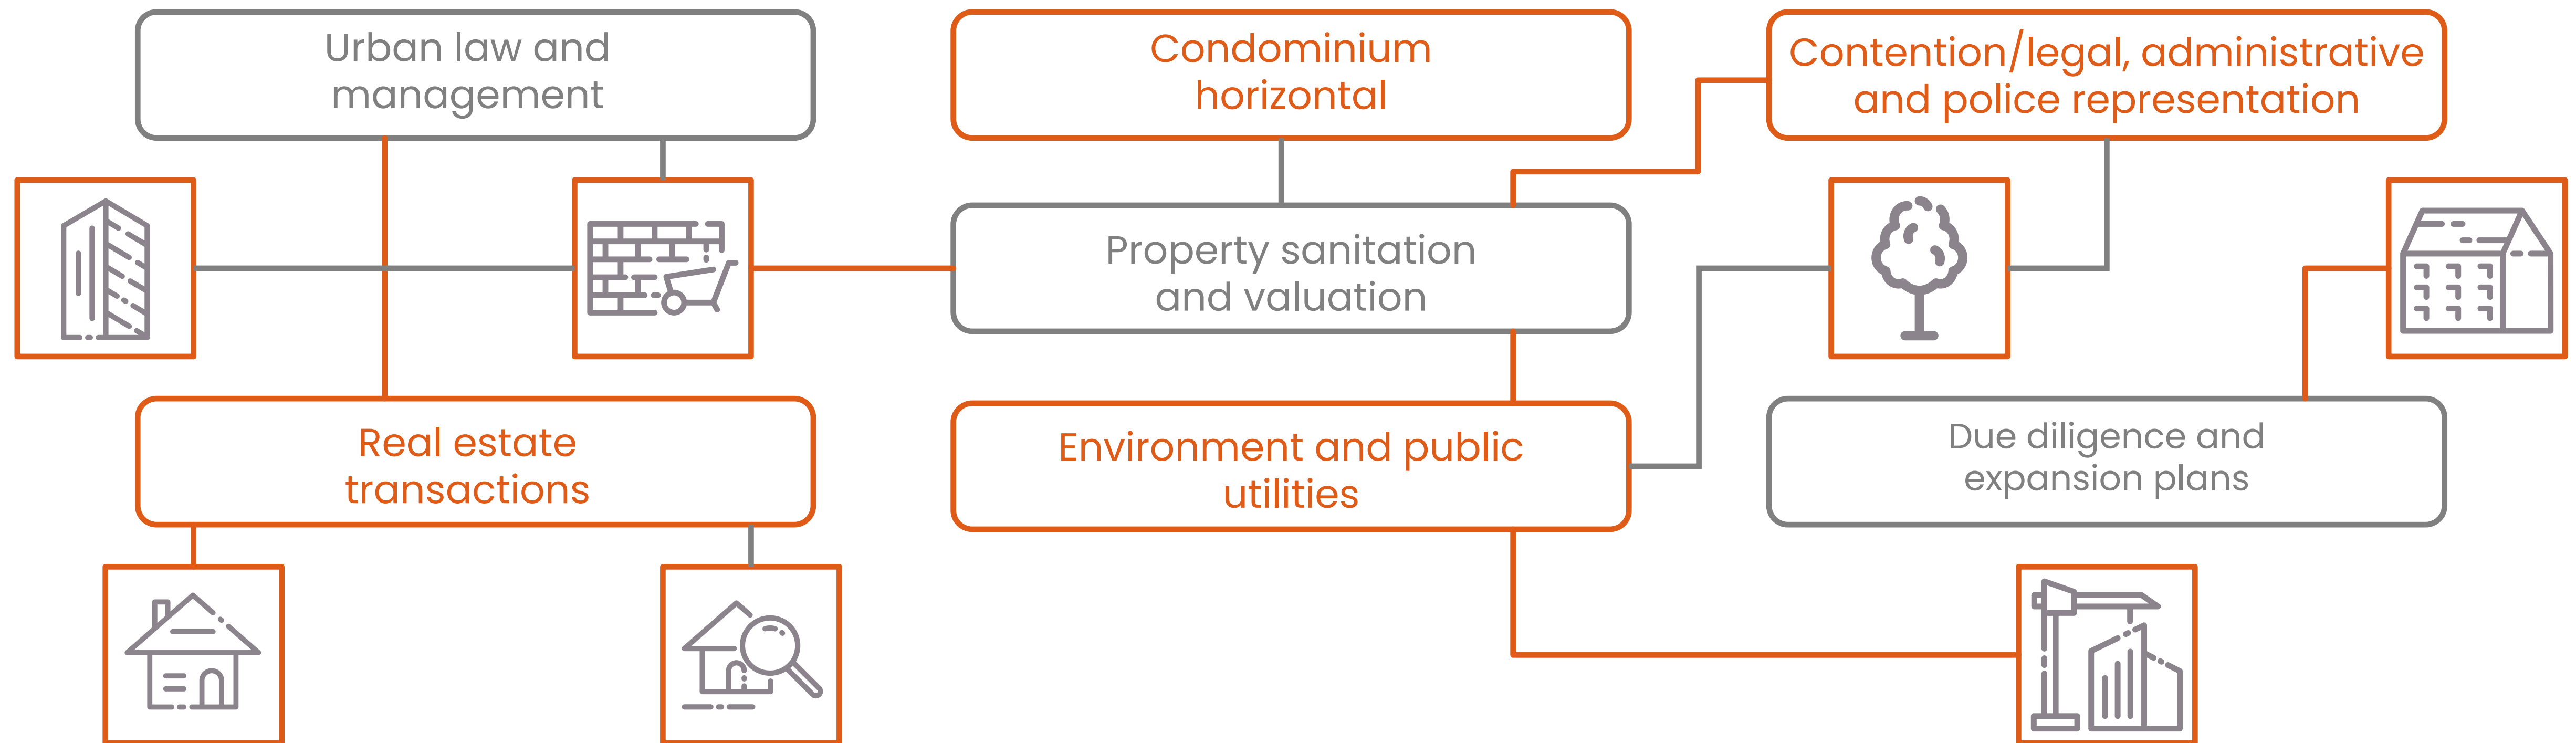 Urban law and
management
Condominium
horizontal
Contention/legal, administrative
and police representation
Property sanitation
and valuation
Real estate
transactions
Environment and public
utilities
Due diligence and
expansion plans